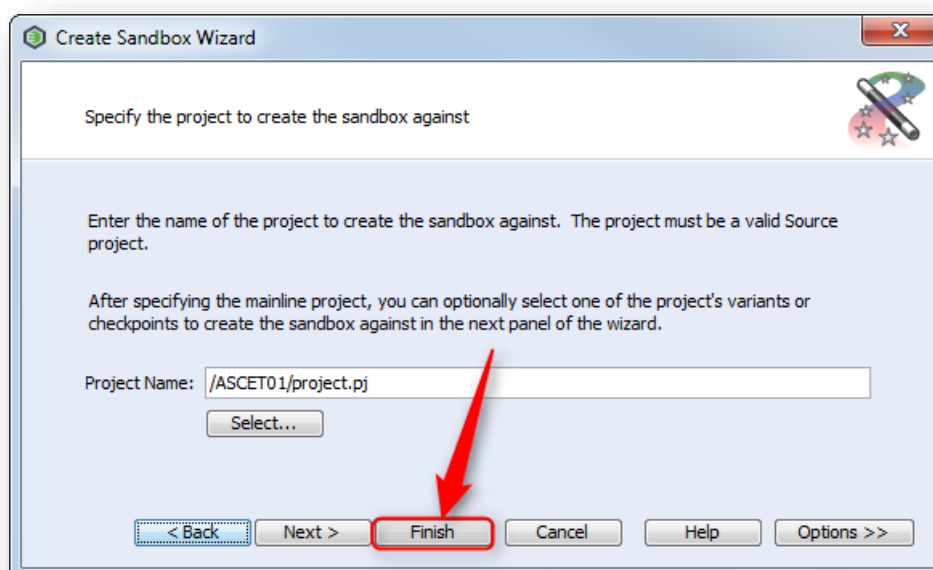 Create Sandbox Wizard
Specify the project to create the sandbox against
Enter the name of the project to create the sandbox against.  The project must be a valid Source
project.
After specifying the mainline project, you can optionally select one of the project's variants or
checkpoints to create the sandbox against in the next panel of the wizard.
Project Name: /ASCET01/project.pj
Select...
< Back Next > Finish Cancel Help Options >>